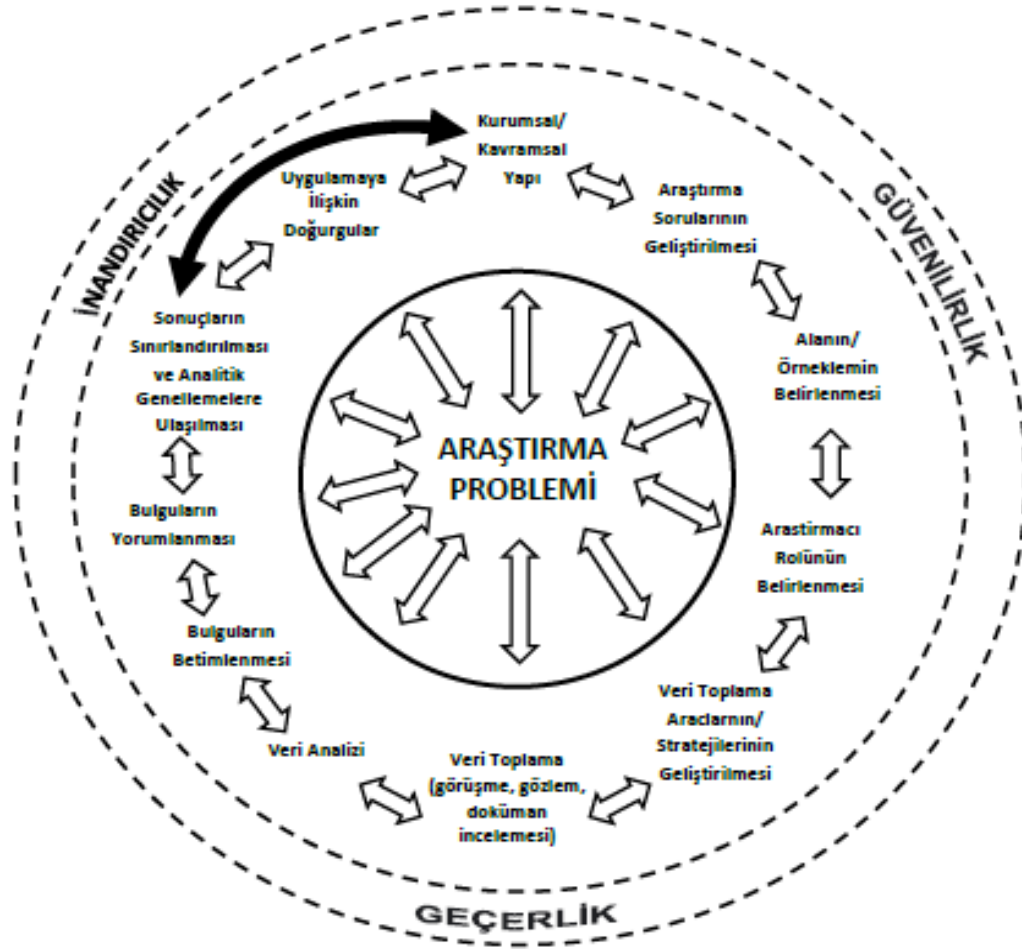 Kurumsal/
Kavramsal
Yapı
Araştırma
Sorularının
Geliştirilmesi
Alanın/
Örneklemin
Belirlenmesi
Arastirmacı
Rolünün
Belirlenmesi
Veri Toplama
Araclarnın/
Stratejilerinin
Geliştirilmesi
Veri Toplama
(görüşme, gözlem,
doküman
incelemesi)
Veri Analizi
Bulguların
Betimlenmesi
Bulguların
Yorumlanması
Sonuçların
Sınırlandırılması
ve Analitik
Genellemelere
Ulaşılması
Uygulamaya
İlişkin
Doğurgular
ARAŞTIRMA
PROBLEMİ
İNANDIRICILIK
GÜVENİLİRLİK
GEÇERLİK